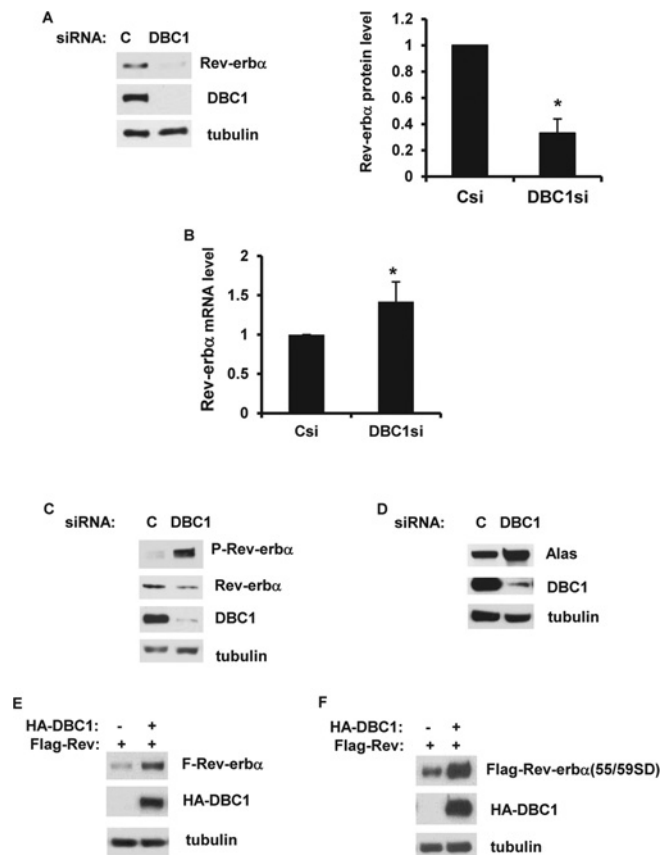 A
siRNA: C DBC1
Rev-erbα
DBC1
tubulin
Rev-erbα protein level
1.2
1
0.8
0.6
0.4
0.2
0
*
Csi DBC1si
B
Rev-erbα mRNA level
2
1.5
1
0.5
0
*
Csi DBC1si
C
siRNA: C DBC1
P-Rev-erbα
Rev-erbα
DBC1
tubulin
D
siRNA: C DBC1
Alas
DBC1
tubulin
E
HA-DBC1: - +
Flag-Rev: + +
F-Rev-erbα
HA-DBC1
tubulin
F
HA-DBC1: - +
Flag-Rev: + +
Flag-Rev-erbα(55/59SD)
HA-DBC1
tubulin